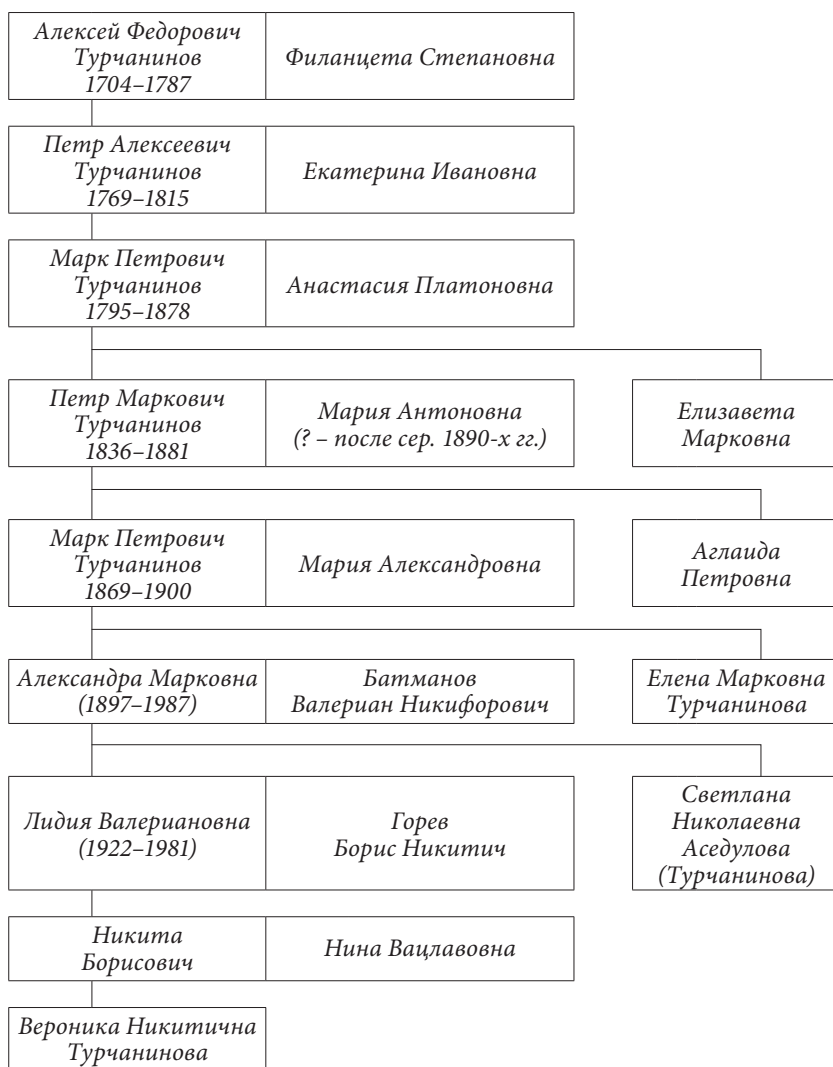 Алексей Федорович
Турчанинов
1704–1787
Филанцета Степановна
Петр Алексеевич
Турчанинов
1769–1815
Екатерина Ивановна
Марк Петрович
Турчанинов
1795–1878
Анастасия Платоновна
Петр Маркович
Турчанинов
1836–1881
Мария Антоновна
(? – после сер. 1890-х гг.)
Елизавета
Марковна
Марк Петрович
Турчанинов
1869–1900
Мария Александровна
Аглаида
Петровна
Александра Марковна
(1897–1987)
Батманов
Валериан Никифорович
Елена Марковна
Турчанинова
Лидия Валериановна
(1922–1981)
Горев
Борис Никитич
Светлана
Николаевна
Аседулова
(Турчанинова)
Никита
Борисович
Нина Вацлавовна
Вероника Никитична
Турчанинова